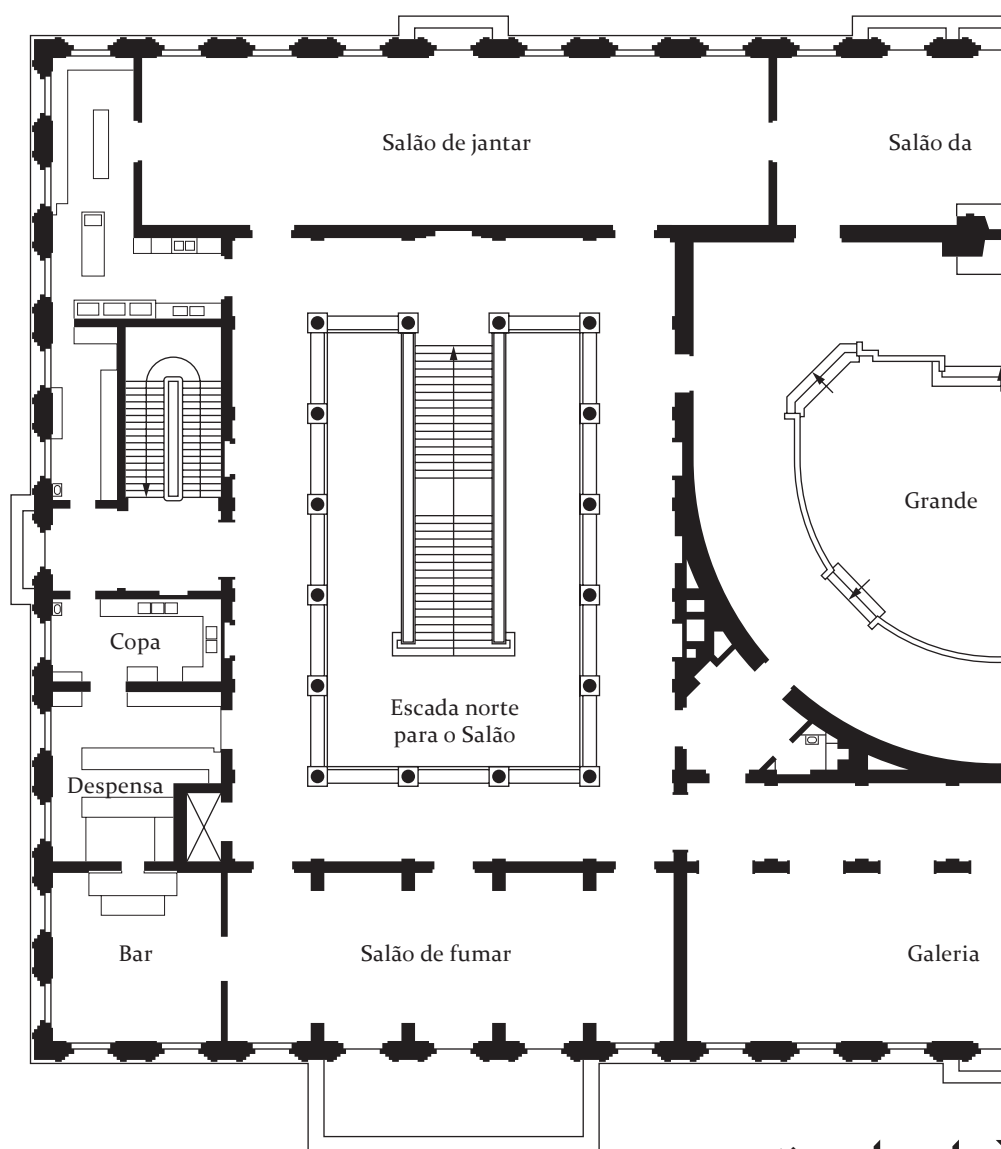 Salão de jantar
Salão da
Grande
Copa
Escada norte
para o Salão
Despensa
Bar
Salão de fumar
Galeria